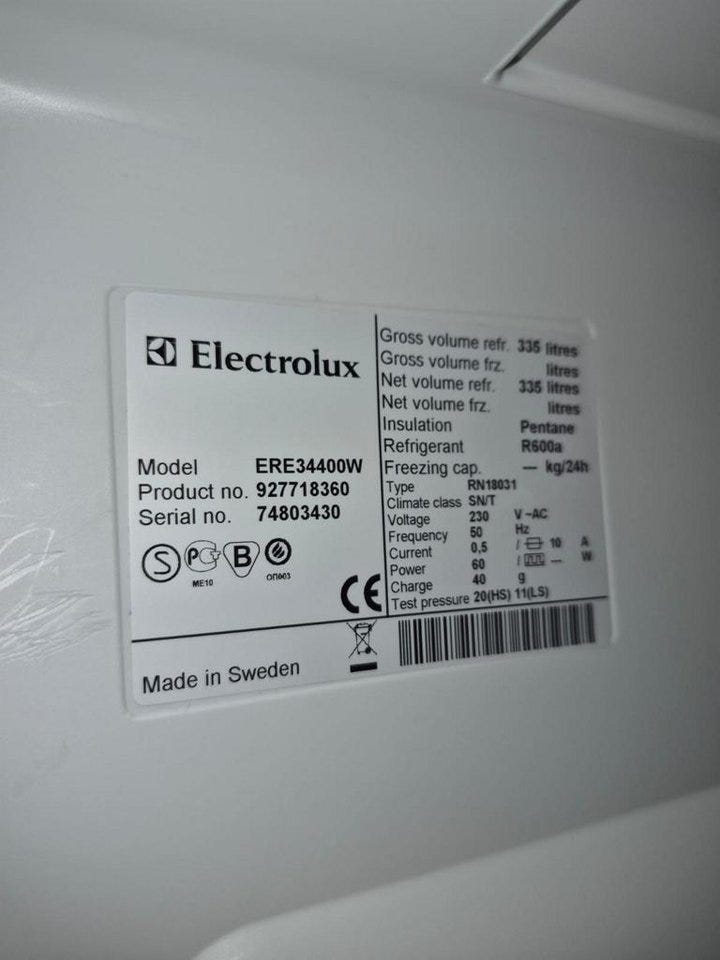 Electrolux
Model ERE34400W
Product no. 927718360
Serial no. 74803430
S PCT B
ME10 ОП003
CE
Gross volume refr. 335 litres
Gross volume frz. litres
Net volume refr. 335 litres
Net volume frz. litres
Insulation Pentane
Refrigerant R600a
Freezing cap. — kg/24h
Type RN18031
Climate class SN/T
Voltage 230 V ~AC
Frequency 50 Hz
Current 0,5 / 10 A
Power 60 / — W
Charge 40 g
Test pressure 20(HS) 11(LS)
Made in Sweden